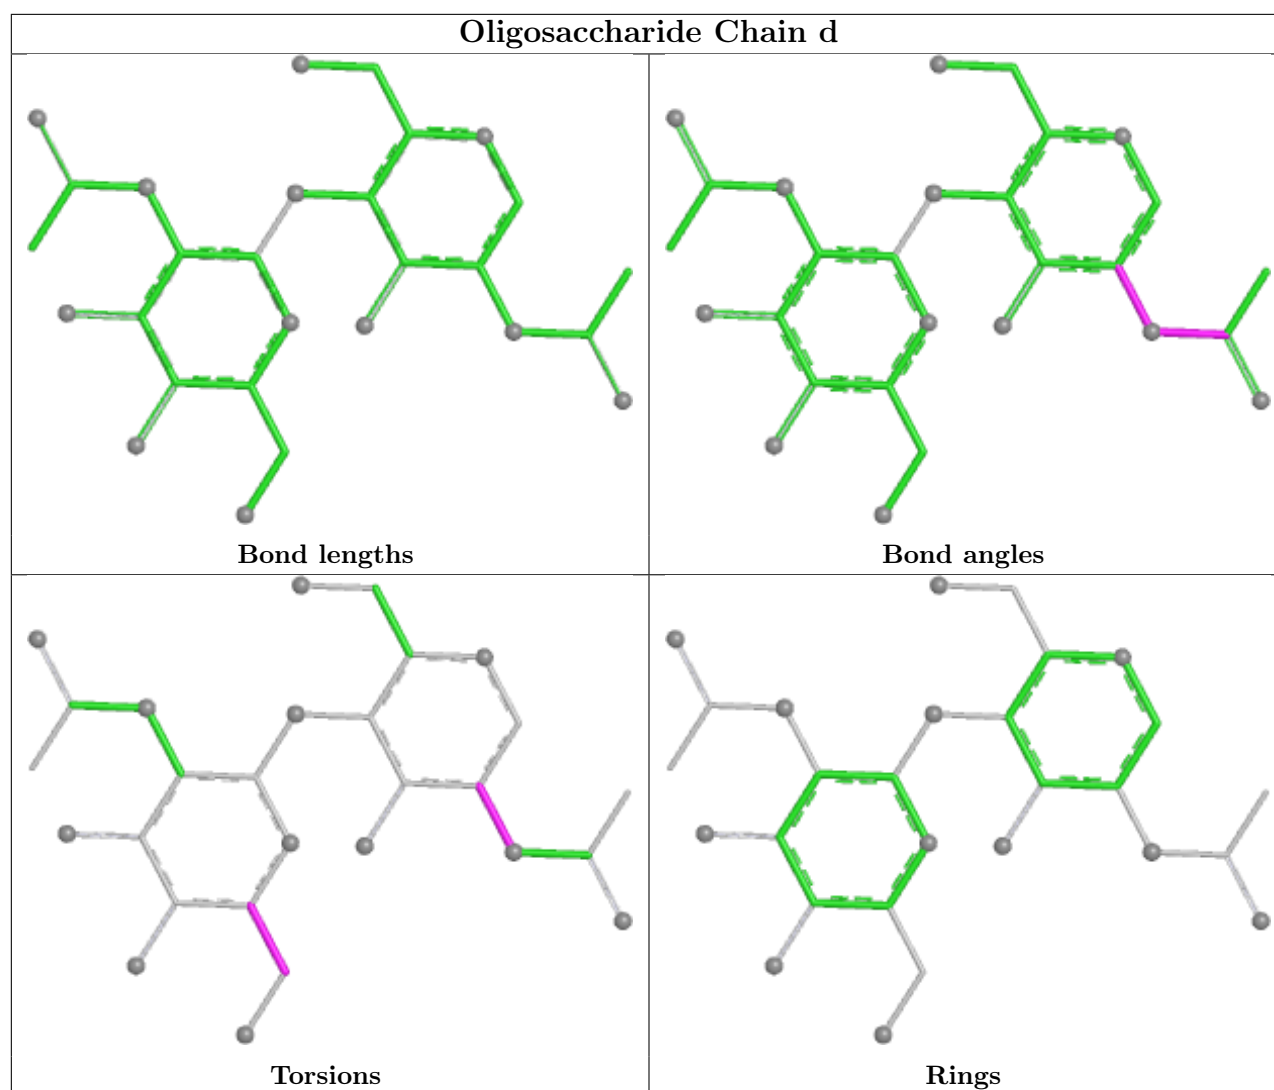 Oligosaccharide Chain d
Bond lengths
Bond angles
Torsions
Rings